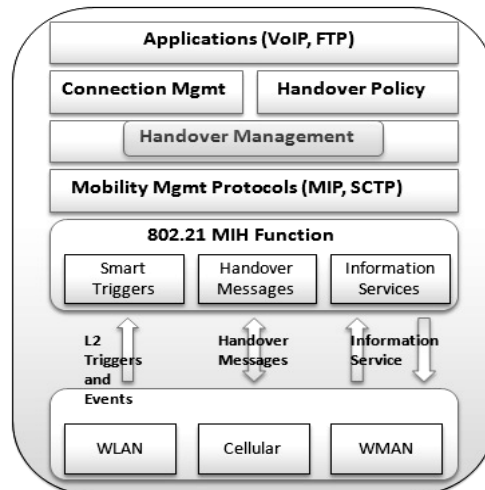 Applications (VoIP, FTP)
Connection Mgmt
Handover Policy
Handover Management
Mobility Mgmt Protocols (MIP, SCTP)
802.21 MIH Function
Smart
Triggers
Handover
Messages
Information
Services
L2
Triggers
and
Events
Handover
Messages
Information
Service
WLAN
Cellular
WMAN